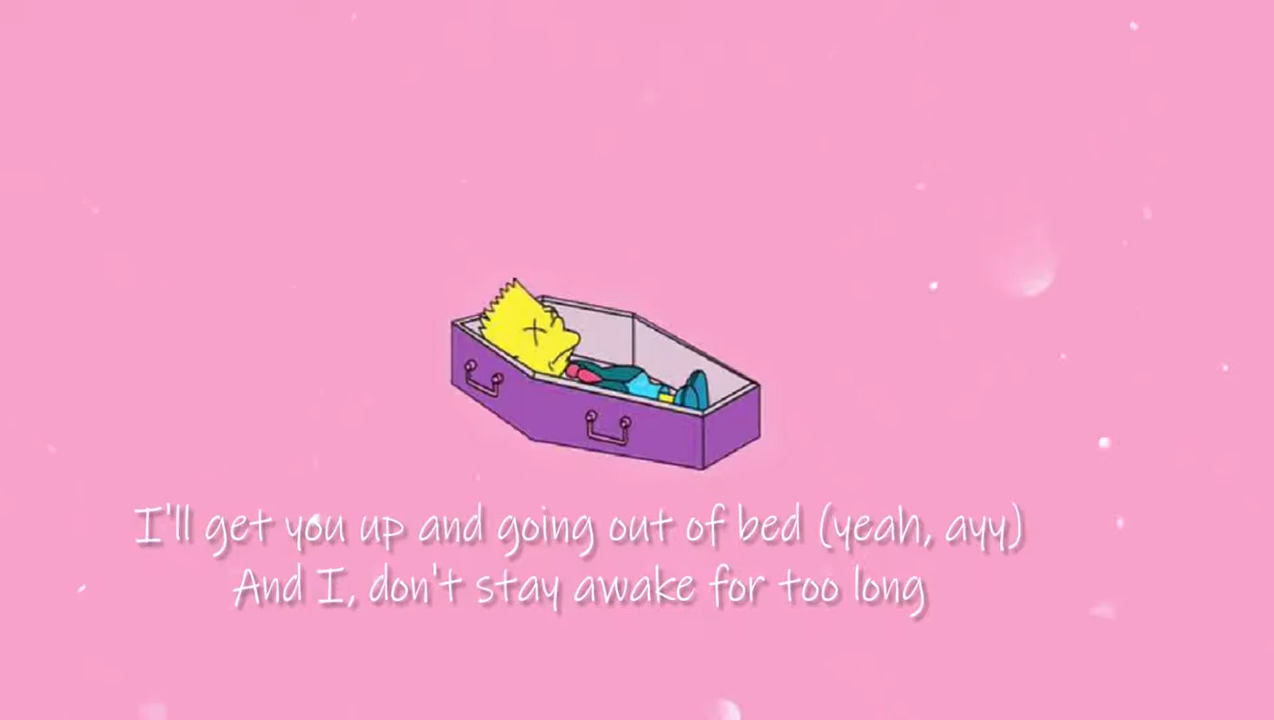 I'll get you up and going out of bed (yeah, ayy)
And I, don't stay awake for too long